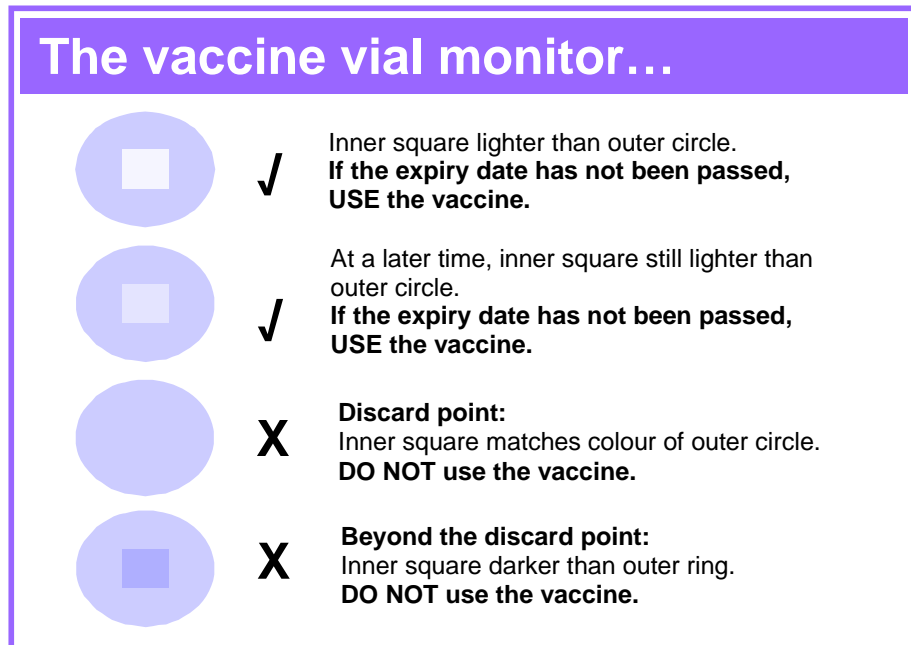 The vaccine vial monitor…
√
Inner square lighter than outer circle.
If the expiry date has not been passed,
USE the vaccine.
√
At a later time, inner square still lighter than
outer circle.
If the expiry date has not been passed,
USE the vaccine.
X
Discard point:
Inner square matches colour of outer circle.
DO NOT use the vaccine.
X
Beyond the discard point:
Inner square darker than outer ring.
DO NOT use the vaccine.